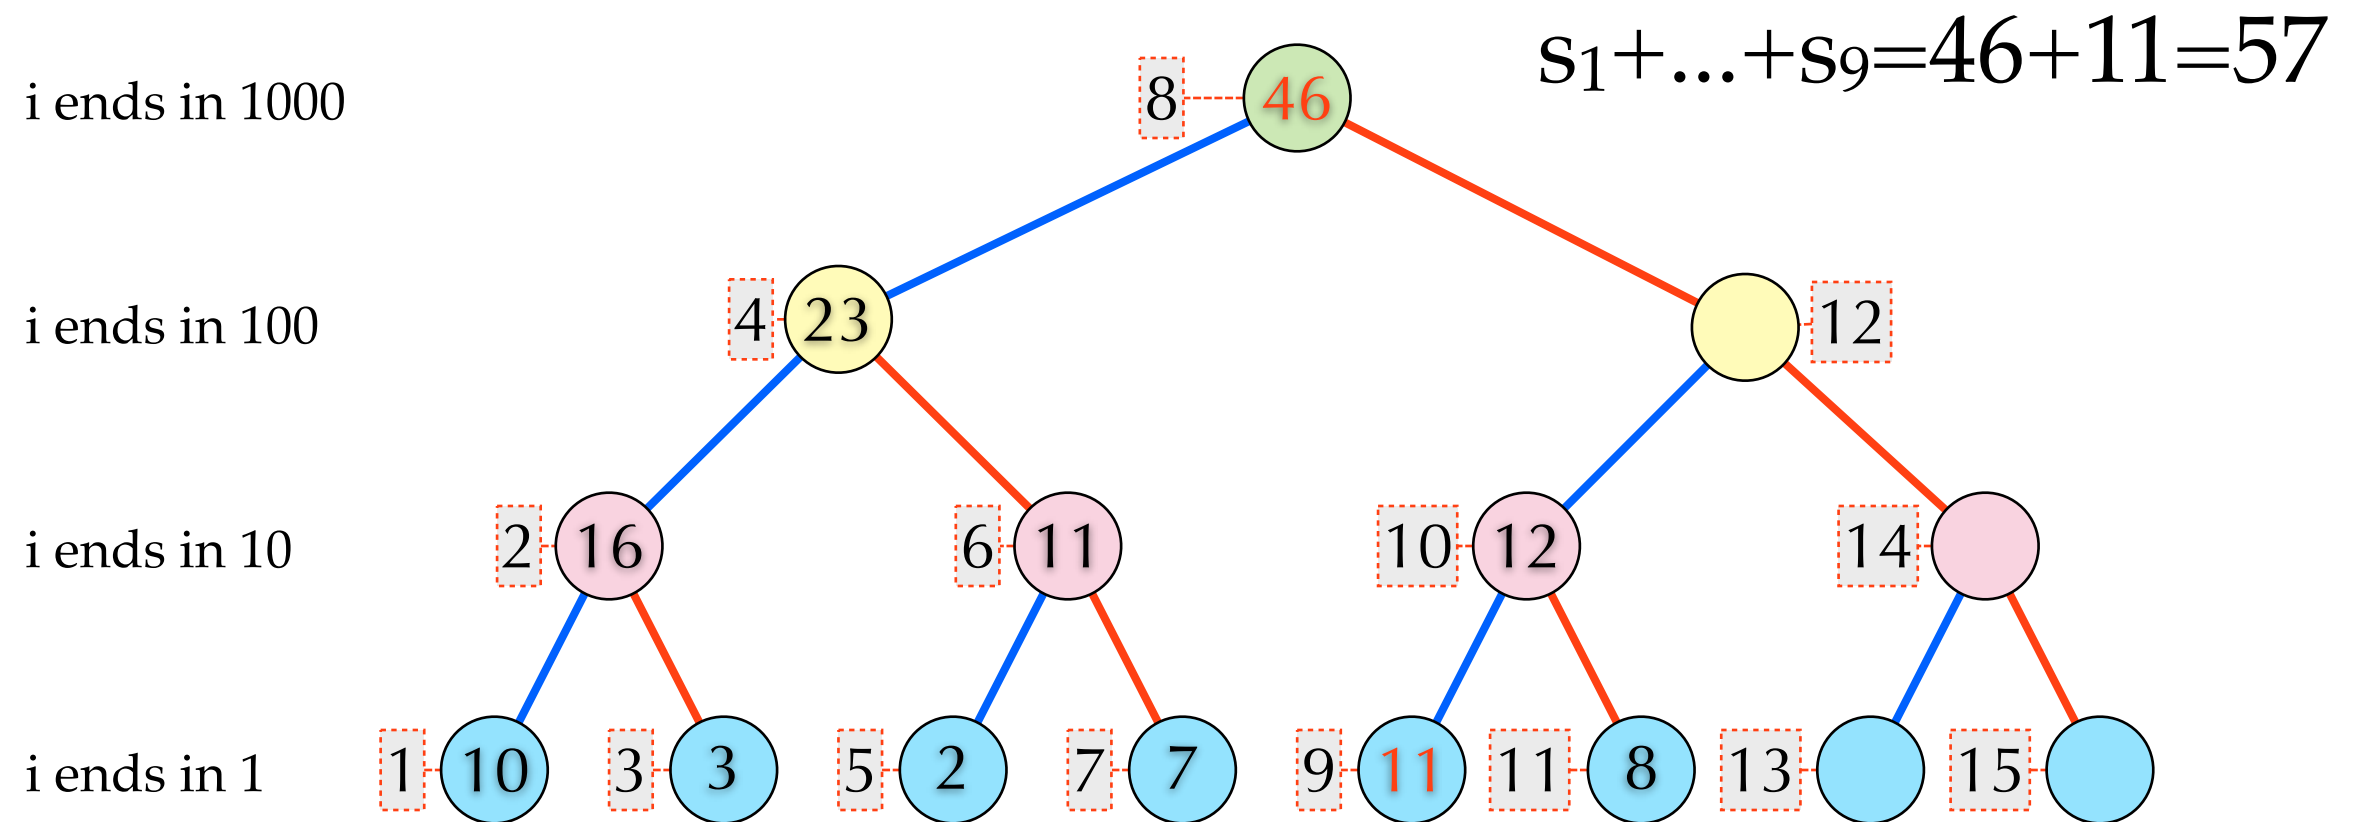 s1+...+s9=46+11=57
i ends in 1000 8 46
i ends in 100 4 23 12
i ends in 10 2 16 6 11 10 12 14
i ends in 1 1 10 3 3 5 2 7 7 9 11 11 8 13 15